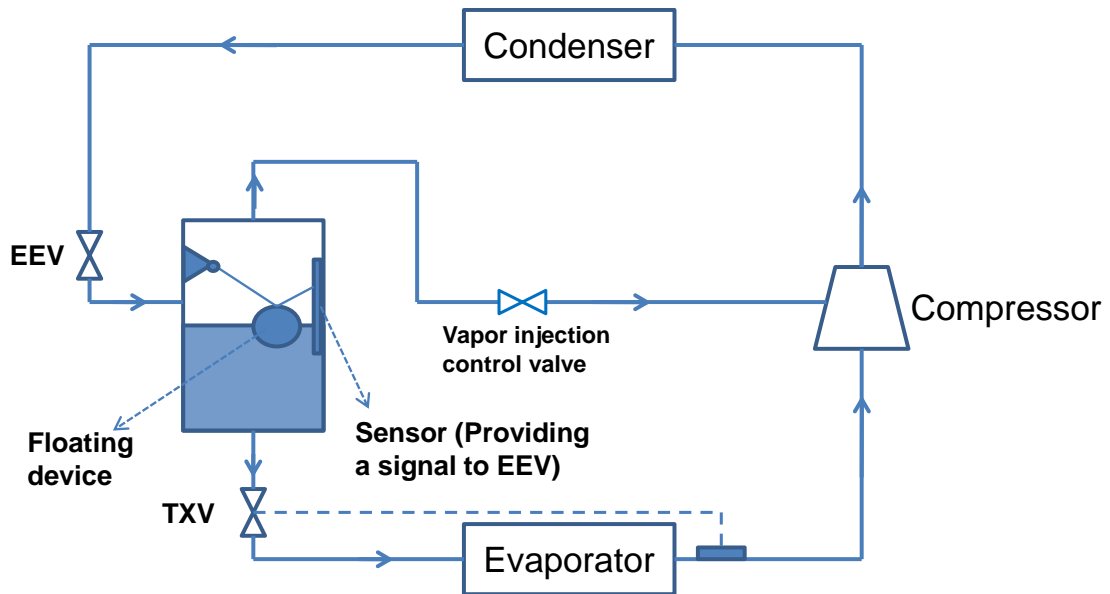 Condenser
EEV
Compressor
Vapor injection
control valve
Floating
device
Sensor (Providing
a signal to EEV)
TXV
Evaporator